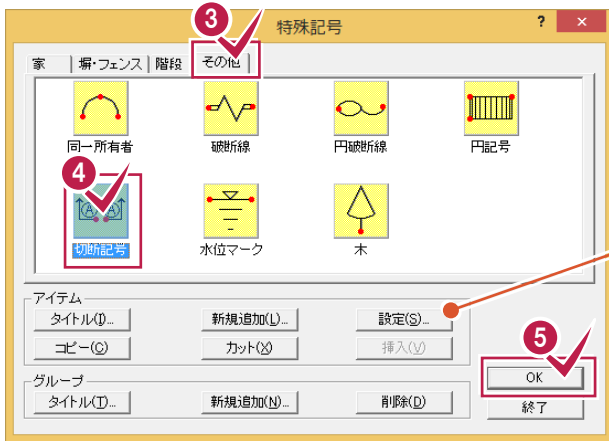 3
特殊記号
? ×
家 塀・フェンス 階段 その他
同一所有者 破断線 円破断線 円記号
4
A A
切断記号 水位マーク 木
アイテム
タイトル(I)... 新規追加(L)... 設定(S)...
コピー(C) カット(X) 挿入(V)
5
グループ
OK
タイトル(T)... 新規追加(N)... 削除(D)
終了